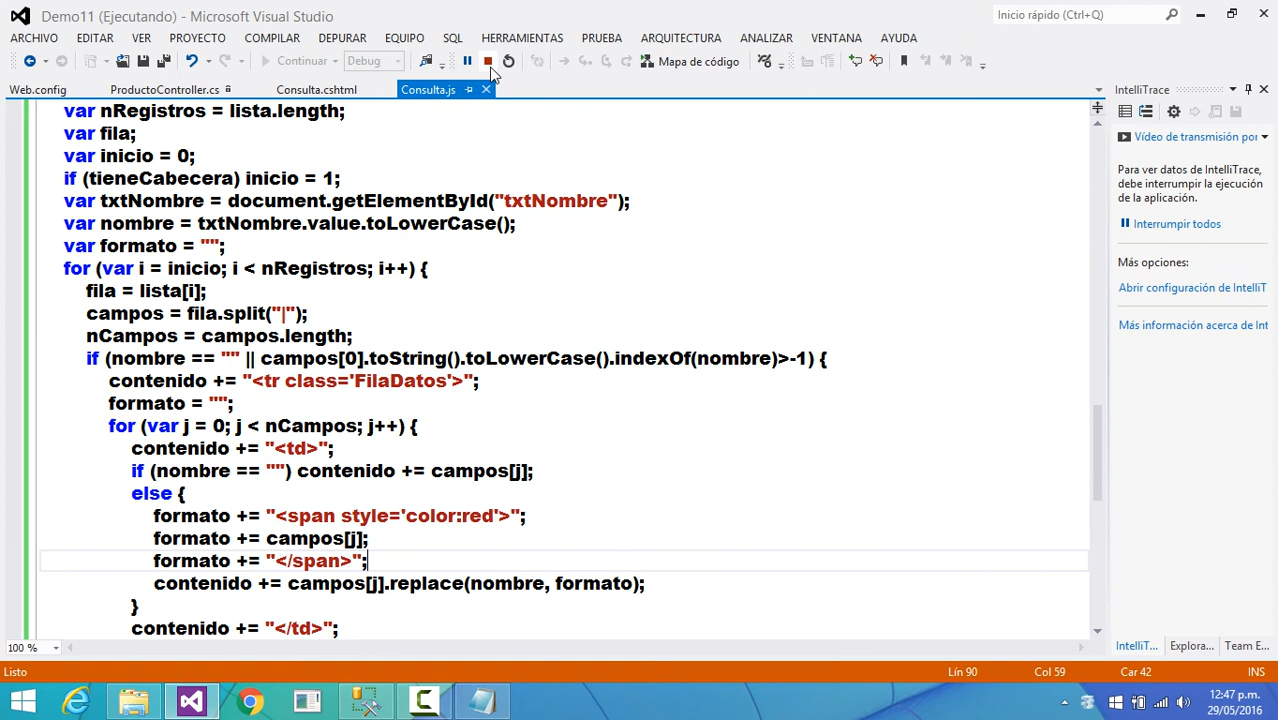 Demo11 (Ejecutando) - Microsoft Visual Studio
Inicio rápido (Ctrl+Q)
ARCHIVO EDITAR VER PROYECTO COMPILAR DEPURAR EQUIPO SQL HERRAMIENTAS PRUEBA ARQUITECTURA ANALIZAR VENTANA AYUDA
Continuar Debug Mapa de código
Web.config ProductoController.cs Consulta.cshtml Consulta.js
var nRegistros = lista.length;
var fila;
var inicio = 0;
if (tieneCabecera) inicio = 1;
var txtNombre = document.getElementById("txtNombre");
var nombre = txtNombre.value.toLowerCase();
var formato = "";
for (var i = inicio; i < nRegistros; i++) {
fila = lista[i];
campos = fila.split("|");
nCampos = campos.length;
if (nombre == "" || campos[0].toString().toLowerCase().indexOf(nombre)>-1) {
contenido += "<tr class='FilaDatos'>";
formato = "";
for (var j = 0; j < nCampos; j++) {
contenido += "<td>";
if (nombre == "") contenido += campos[j];
else {
formato += "<span style='color:red'>";
formato += campos[j];
formato += "</span>";
contenido += campos[j].replace(nombre, formato);
}
contenido += "</td>";
100 %
IntelliTrace
Vídeo de transmisión por
Para ver datos de IntelliTrace,
debe interrumpir la ejecución
de la aplicación.
Interrumpir todos
Más opciones:
Abrir configuración de IntelliT
Más información acerca de Int
IntelliT... Explora... Team E...
Listo Lín 90 Col 59 Car 42 INS
12:47 p.m.
29/05/2016